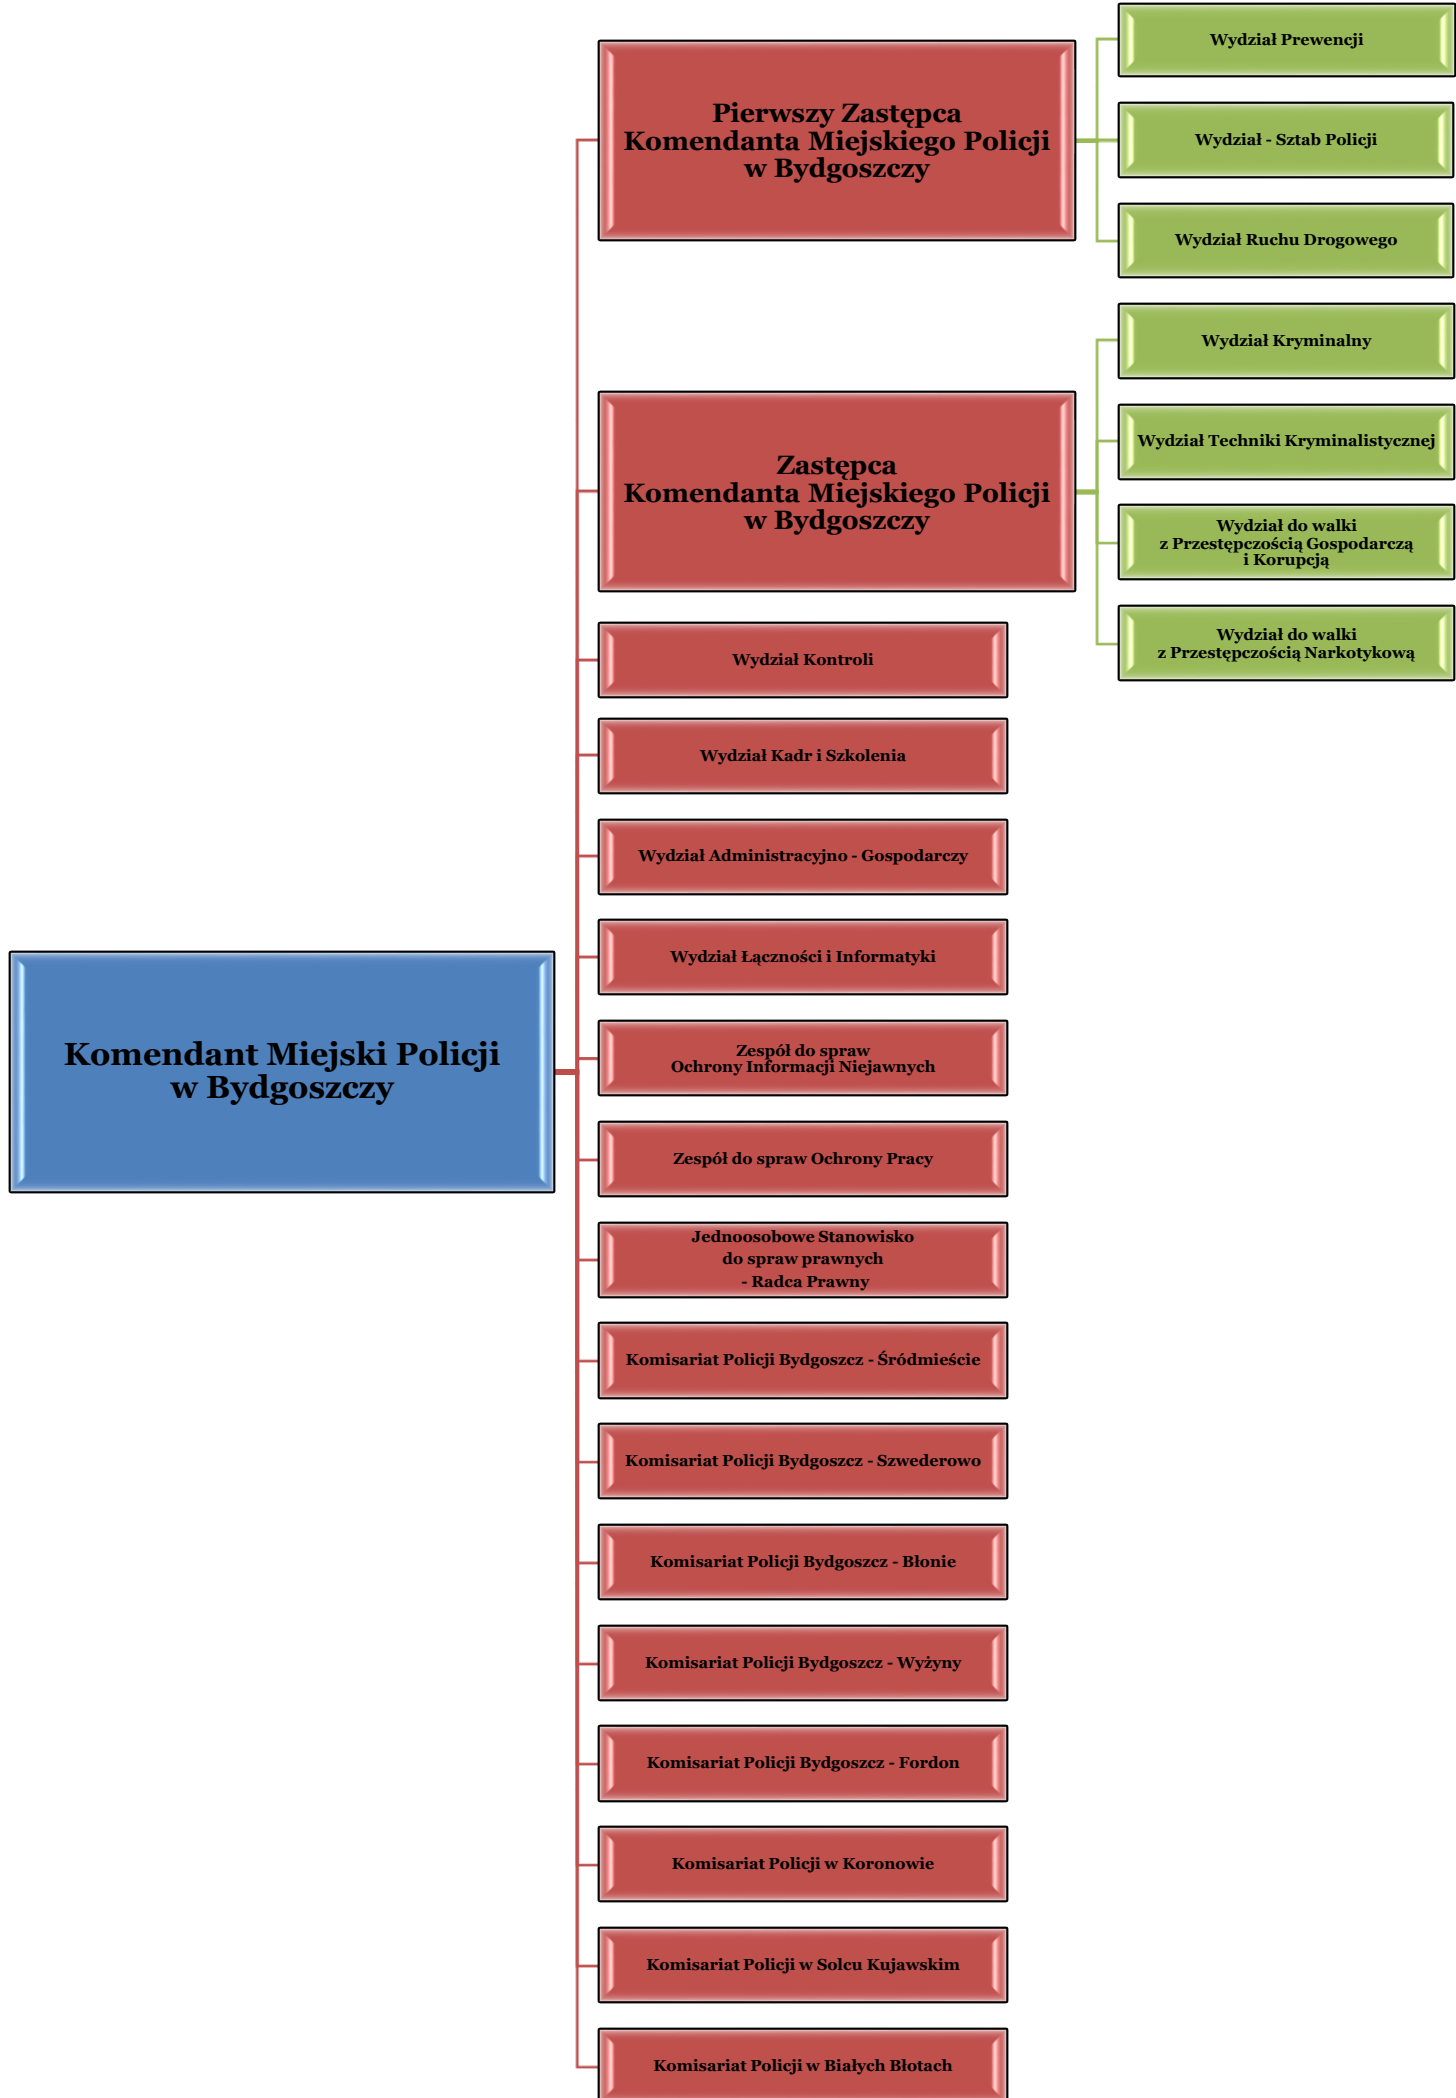 Wydział Prewencji
Pierwszy Zastępca
Komendanta Miejskiego Policji
w Bydgoszczy
Wydział - Sztab Policji
Wydział Ruchu Drogowego
Wydział Kryminalny
Zastępca
Komendanta Miejskiego Policji
w Bydgoszczy
Wydział Techniki Kryminalistycznej
Wydział do walki
z Przestępczością Gospodarczą
i Korupcją
Wydział do walki
z Przestępczością Narkotykową
Wydział Kontroli
Wydział Kadr i Szkolenia
Wydział Administracyjno - Gospodarczy
Wydział Łączności i Informatyki
Komendant Miejski Policji
w Bydgoszczy
Zespół do spraw
Ochrony Informacji Niejawnych
Zespół do spraw Ochrony Pracy
Jednoosobowe Stanowisko
do spraw prawnych
- Radca Prawny
Komisariat Policji Bydgoszcz - Śródmieście
Komisariat Policji Bydgoszcz - Szwederowo
Komisariat Policji Bydgoszcz - Błonie
Komisariat Policji Bydgoszcz - Wyżyny
Komisariat Policji Bydgoszcz - Fordon
Komisariat Policji w Koronowie
Komisariat Policji w Solcu Kujawskim
Komisariat Policji w Białych Błotach